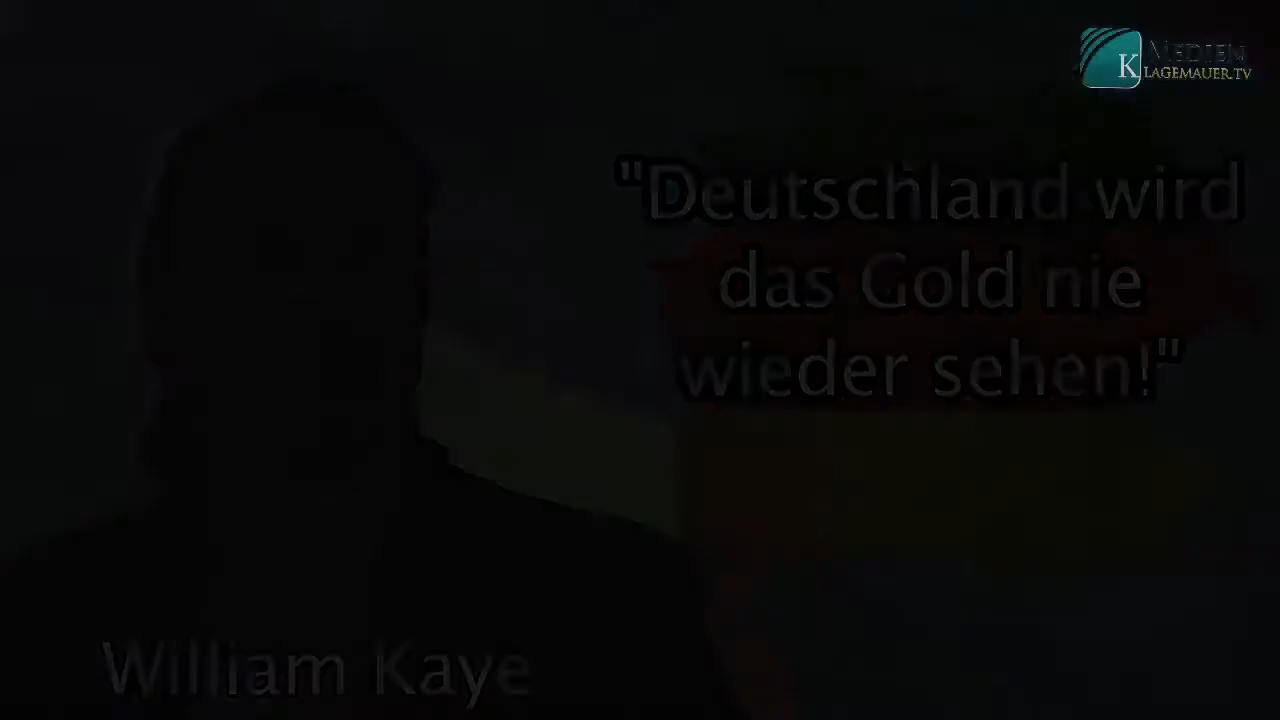 MEDIEN
KLAGEMAUER.TV
"Deutschland wird
das Gold nie
wieder sehen!"
William Kaye